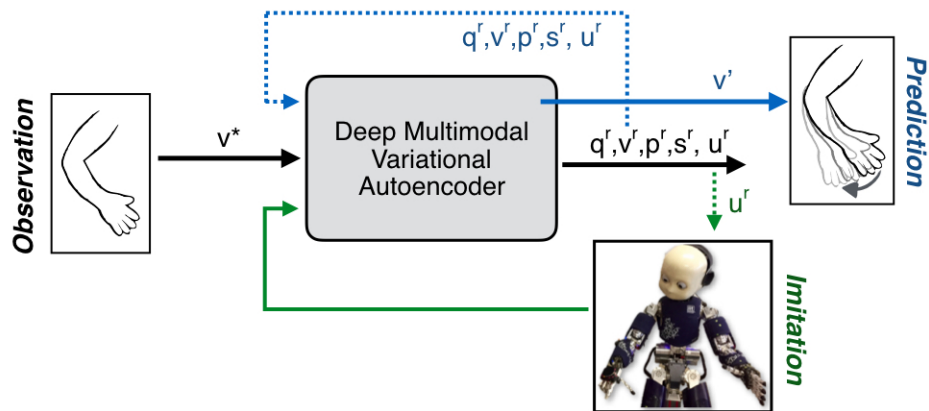 qʳ,vʳ,pʳ,sʳ, uʳ
Observation
v*
Deep Multimodal
Variational
Autoencoder
v'
qʳ,vʳ,pʳ,sʳ, uʳ
uʳ
Prediction
Imitation